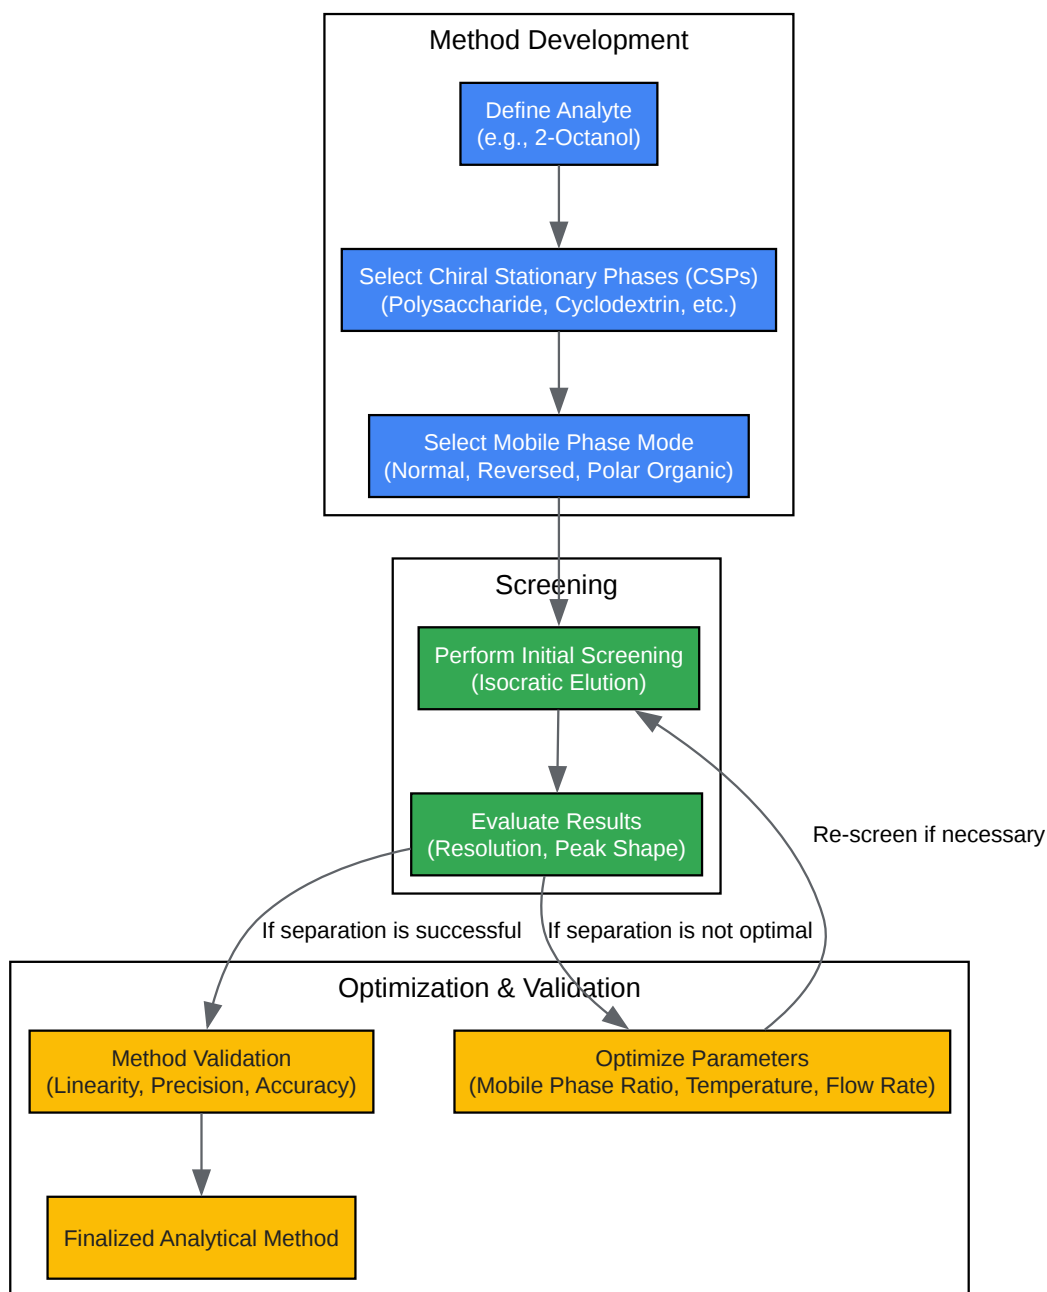 Method Development
Define Analyte
(e.g., 2-Octanol)
Select Chiral Stationary Phases (CSPs)
(Polysaccharide, Cyclodextrin, etc.)
Select Mobile Phase Mode
(Normal, Reversed, Polar Organic)
Screening
Perform Initial Screening
(Isocratic Elution)
Evaluate Results
(Resolution, Peak Shape)
Re-screen if necessary
If separation is successful
If separation is not optimal
Optimization & Validation
Method Validation
(Linearity, Precision, Accuracy)
Optimize Parameters
(Mobile Phase Ratio, Temperature, Flow Rate)
Finalized Analytical Method